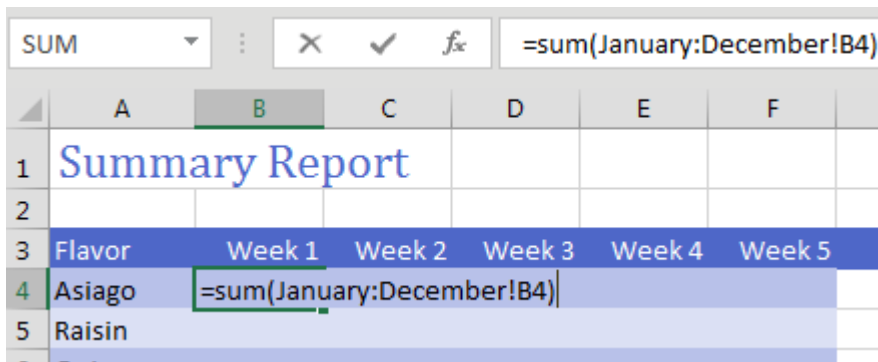 SUM fx =sum(January:December!B4)
A B C D E F
1 Summary Report
2
3 Flavor Week 1 Week 2 Week 3 Week 4 Week 5
4 Asiago =sum(January:December!B4)
5 Raisin